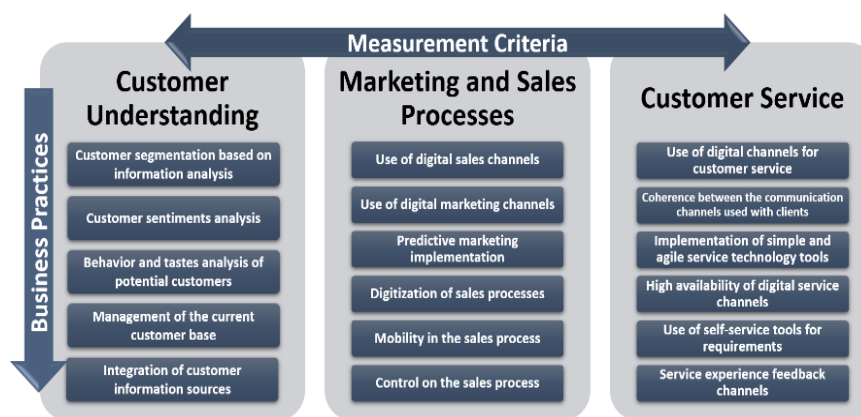 Measurement Criteria
Business Practices
Customer
Understanding
Customer segmentation based on
information analysis
Customer sentiments analysis
Behavior and tastes analysis of
potential customers
Management of the current
customer base
Integration of customer
information sources
Marketing and Sales
Processes
Use of digital sales channels
Use of digital marketing channels
Predictive marketing
implementation
Digitization of sales processes
Mobility in the sales process
Control on the sales process
Customer Service
Use of digital channels for
customer service
Coherence between the communication
channels used with clients
Implementation of simple and
agile service technology tools
High availability of digital service
channels
Use of self-service tools for
requirements
Service experience feedback
channels